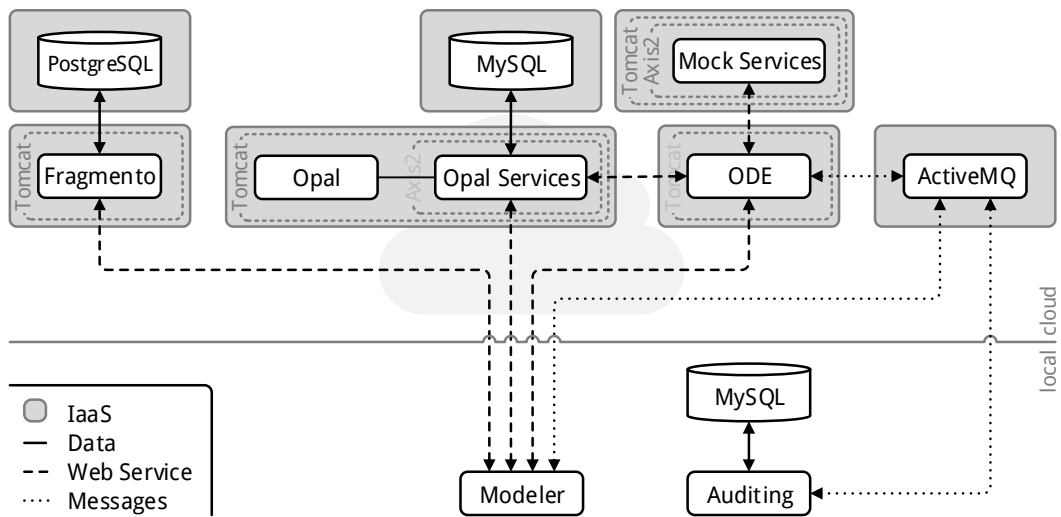 PostgreSQL
MySQL
Tomcat
Axis2
Mock Services
Tomcat
Fragmento
Tomcat
Opal
Axis2
Opal Services
Tomcat
ODE
ActiveMQ
local | cloud
MySQL
IaaS
Data
Web Service
Messages
Modeler
Auditing